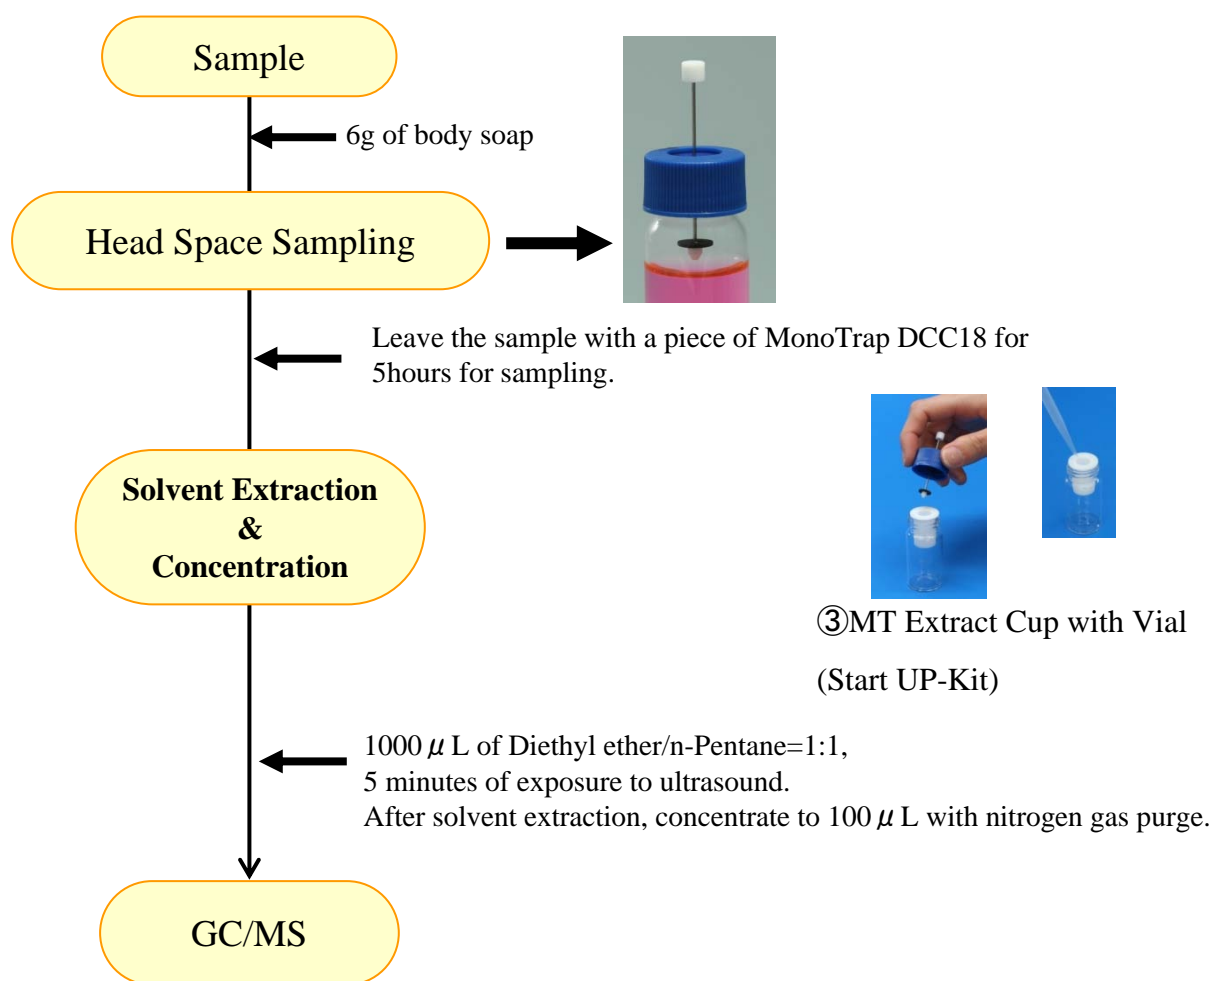 Sample
6g of body soap
Head Space Sampling
Leave the sample with a piece of MonoTrap DCC18 for
5hours for sampling.
Solvent Extraction
&
Concentration
③MT Extract Cup with Vial
(Start UP-Kit)
1000μL of Diethyl ether/n-Pentane=1:1,
5 minutes of exposure to ultrasound.
After solvent extraction, concentrate to 100μL with nitrogen gas purge.
GC/MS